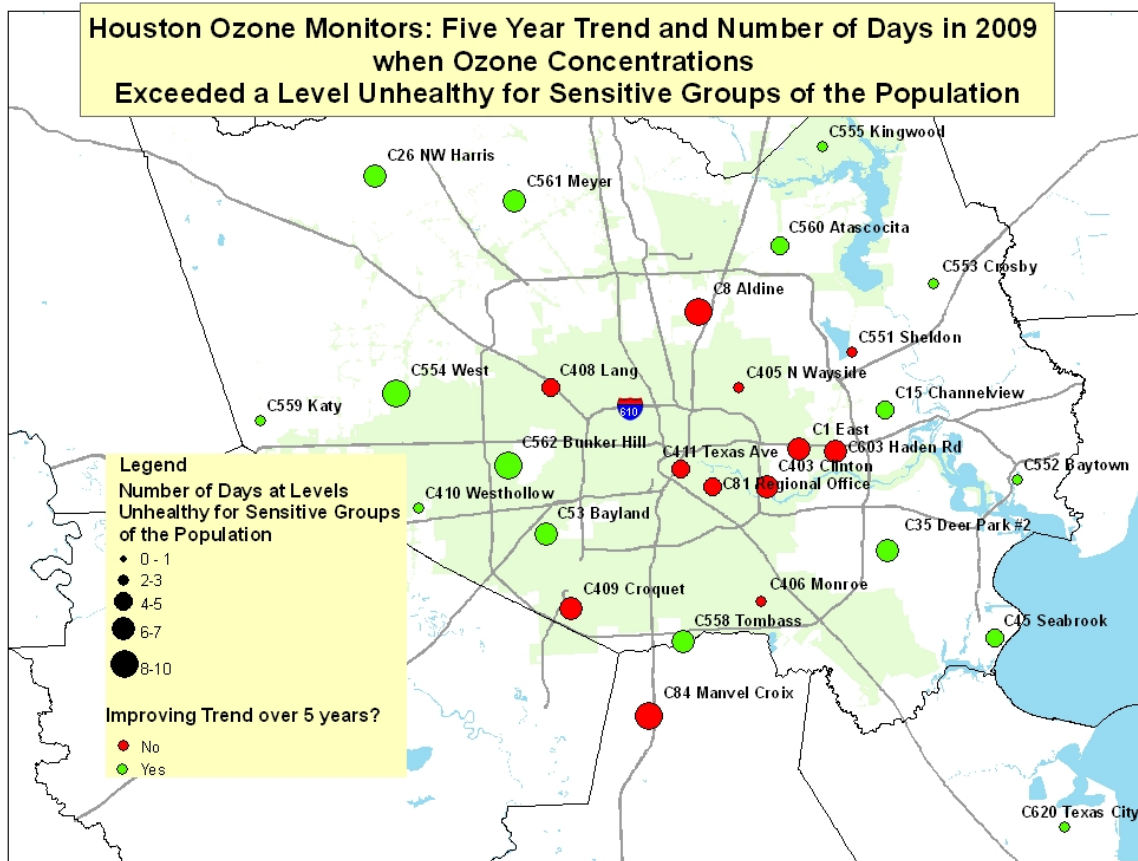 Houston Ozone Monitors: Five Year Trend and Number of Days in 2009
when Ozone Concentrations
Exceeded a Level Unhealthy for Sensitive Groups of the Population
C555 Kingwood
C26 NW Harris
C561 Meyer
C560 Atascocita
C553 Crosby
C8 Aldine
C551 Sheldon
C554 West
C408 Lang
C405 N Wayside
C15 Channelview
C559 Katy
610
C1 East
C562 Bunker Hill
C603 Haden Rd
C411 Texas Ave
C403 Clinton
C552 Baytown
C81 Regional Office
C410 Westhollow
C53 Bayland
C35 Deer Park #2
C409 Croquet
C406 Monroe
C558 Tombass
C45 Seabrook
C84 Manvel Croix
C620 Texas City
Legend
Number of Days at Levels
Unhealthy for Sensitive Groups
of the Population
0 - 1
2-3
4-5
6-7
8-10
Improving Trend over 5 years?
No
Yes